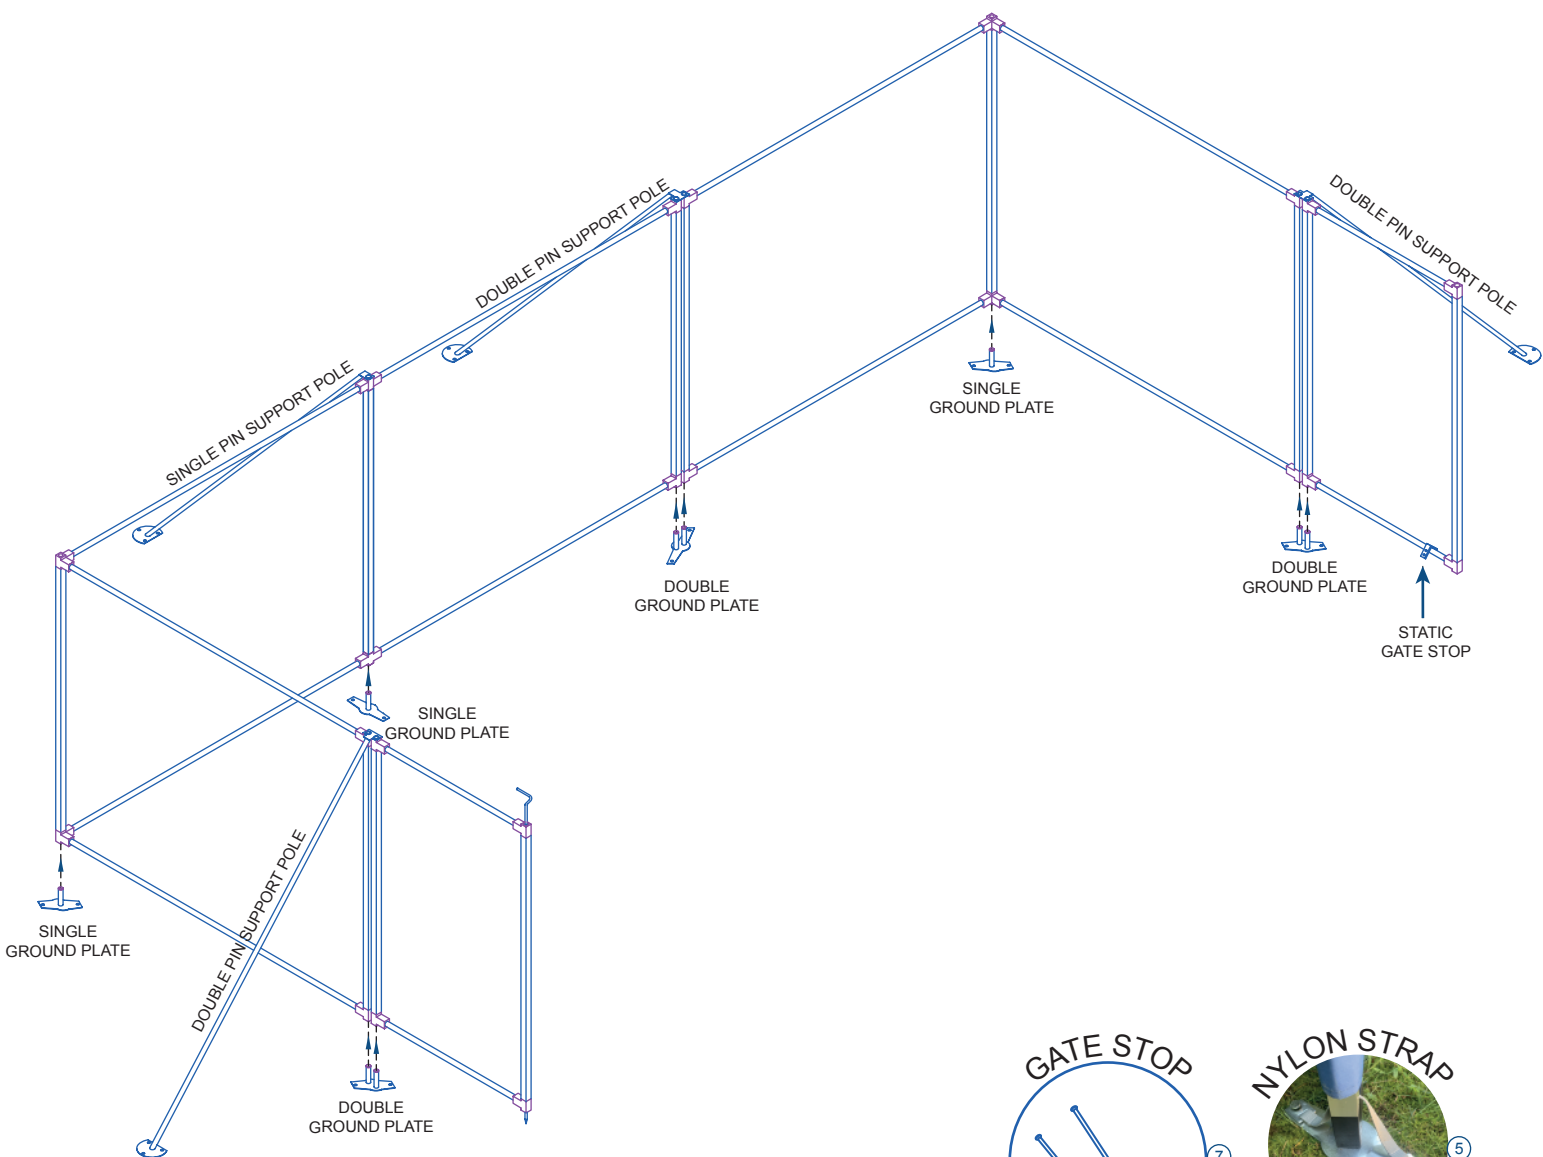 DOUBLE PIN SUPPORT POLE
DOUBLE PIN SUPPORT POLE
SINGLE PIN SUPPORT POLE
SINGLE
GROUND PLATE
DOUBLE
GROUND PLATE
DOUBLE
GROUND PLATE
STATIC
GATE STOP
SINGLE
GROUND PLATE
DOUBLE PIN SUPPORT POLE
SINGLE
GROUND PLATE
DOUBLE
GROUND PLATE
GATE STOP
NYLON STRAP
7
5